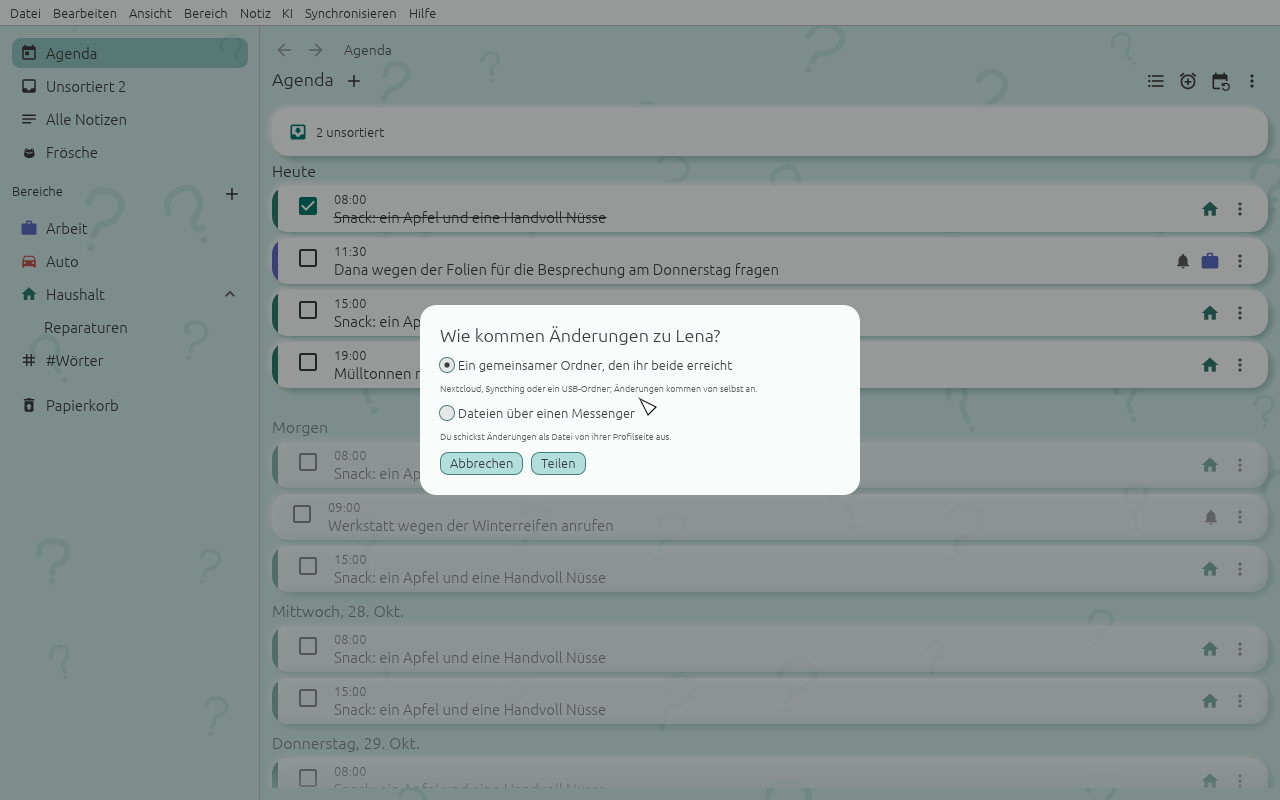 Datei Bearbeiten Ansicht Bereich Notiz KI Synchronisieren Hilfe
Agenda
Unsortiert 2
Alle Notizen
Frösche
Bereiche
Arbeit
Auto
Haushalt
Reparaturen
#Wörter
Papierkorb
Agenda
Agenda
2 unsortiert
Heute
08:00
Snack: ein Apfel und eine Handvoll Nüsse
11:30
Dana wegen der Folien für die Besprechung am Donnerstag fragen
15:00
Snack: ein Ap
19:00
Mülltonnen
Wie kommen Änderungen zu Lena?
Ein gemeinsamer Ordner, den ihr beide erreicht
Nextcloud, Syncthing oder ein USB-Ordner; Änderungen kommen von selbst an.
Dateien über einen Messenger
Du schickst Änderungen als Datei von ihrer Profilseite aus.
Abbrechen Teilen
Morgen
08:00
Snack: ein Ap
09:00
Werkstatt wegen der Winterreifen anrufen
15:00
Snack: ein Apfel und eine Handvoll Nüsse
Mittwoch, 28. Okt.
08:00
Snack: ein Apfel und eine Handvoll Nüsse
15:00
Snack: ein Apfel und eine Handvoll Nüsse
Donnerstag, 29. Okt.
08:00
Snack: ein Apfel und eine Handvoll Nüsse